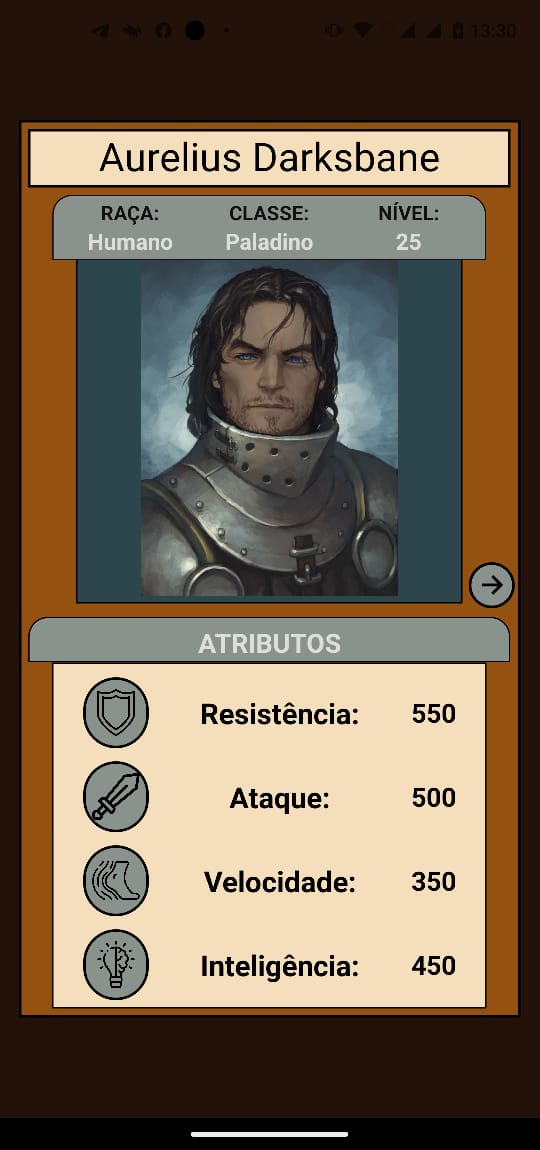 13:30
Aurelius Darksbane
RAÇA: CLASSE: NÍVEL:
Humano Paladino 25
ATRIBUTOS
Resistência: 550
Ataque: 500
Velocidade: 350
Inteligência: 450